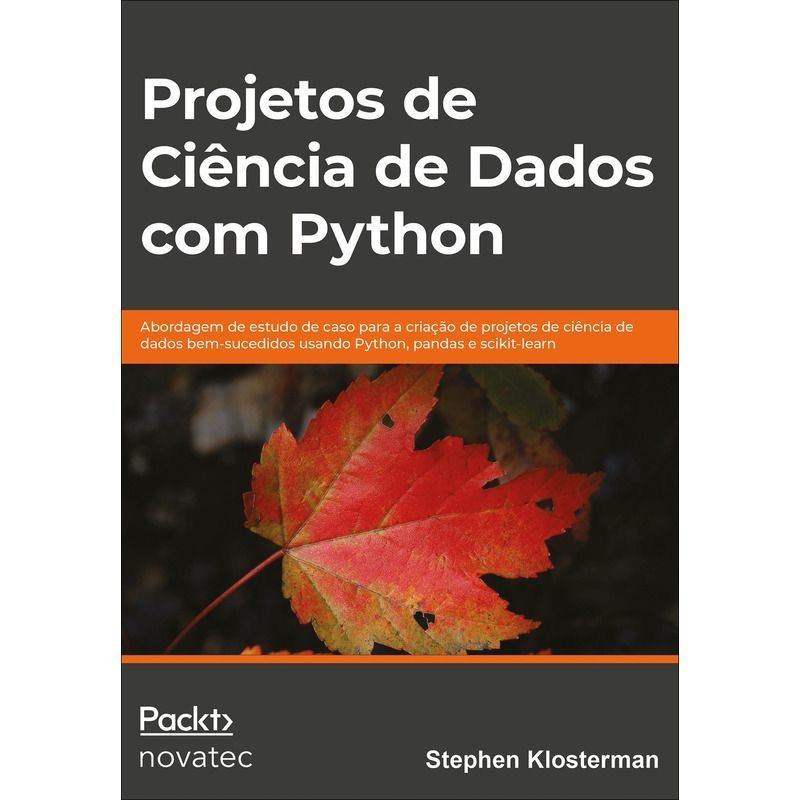 Projetos de
Ciência de Dados
com Python
Abordagem de estudo de caso para a criação de projetos de ciência de
dados bem-sucedidos usando Python, pandas e scikit-learn
Packt>
novatec
Stephen Klosterman